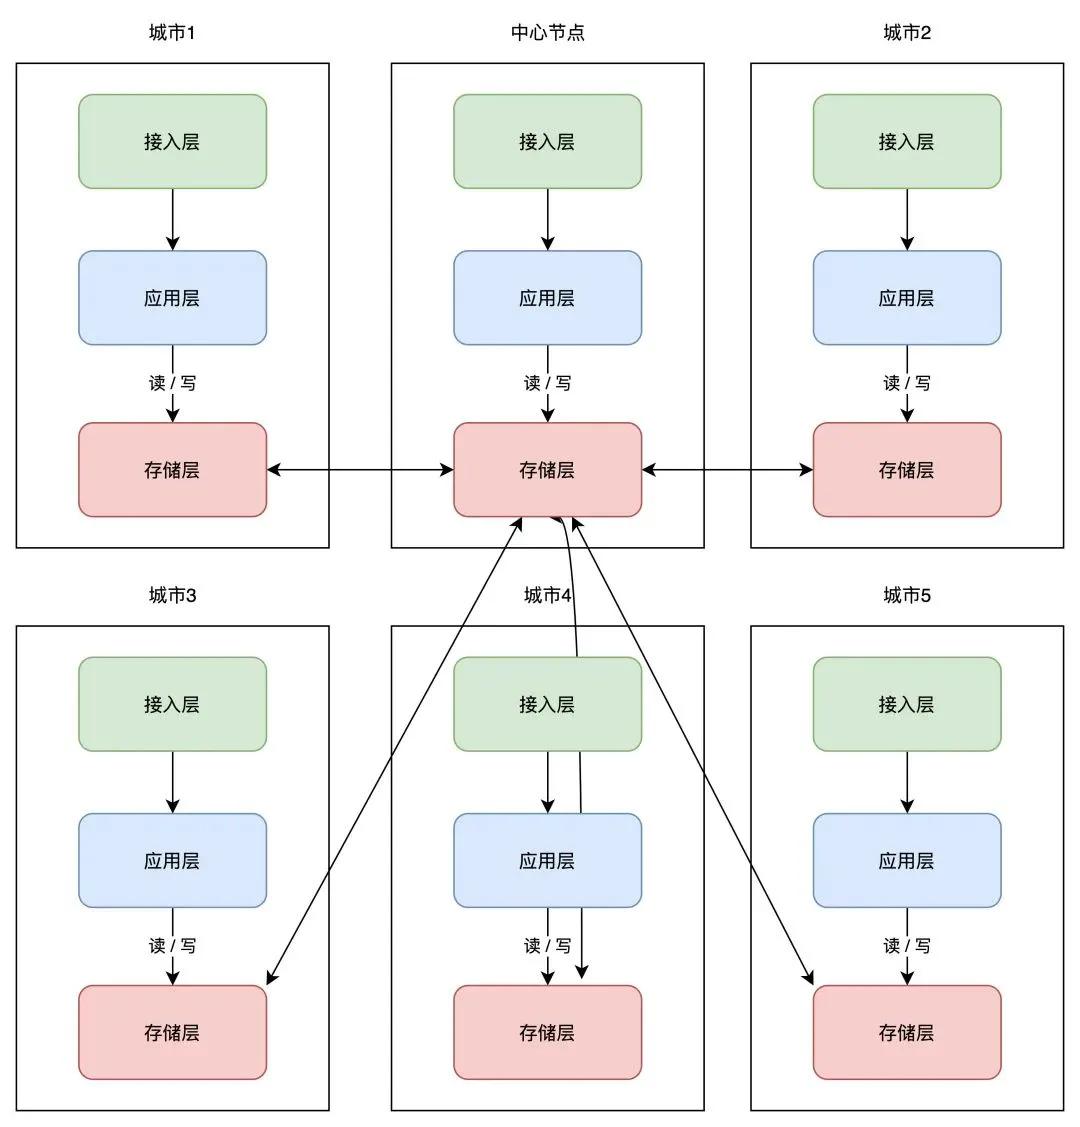 城市1
中心节点
城市2
接入层
接入层
接入层
应用层
应用层
应用层
读 / 写
读 / 写
读 / 写
存储层
存储层
存储层
城市3
城市4
城市5
接入层
接入层
接入层
应用层
应用层
应用层
读 / 写
读 / 写
读 / 写
存储层
存储层
存储层